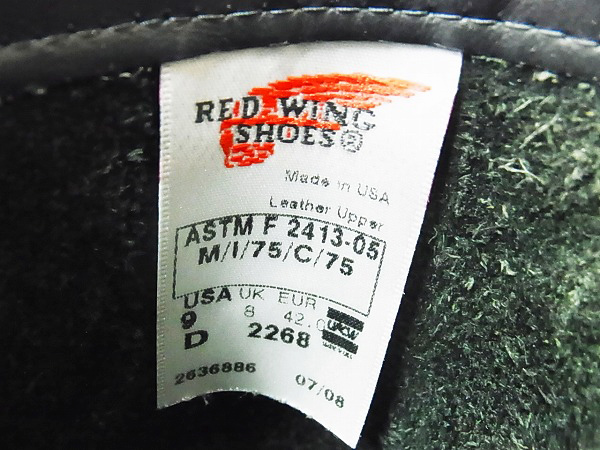 RED WING
SHOES®
Made in USA
Leather Upper
ASTM F 2413-05
M/I/75/C/75
USA UK EUR
9 8 42.0
D 2268
UFCW
2636886 07/08